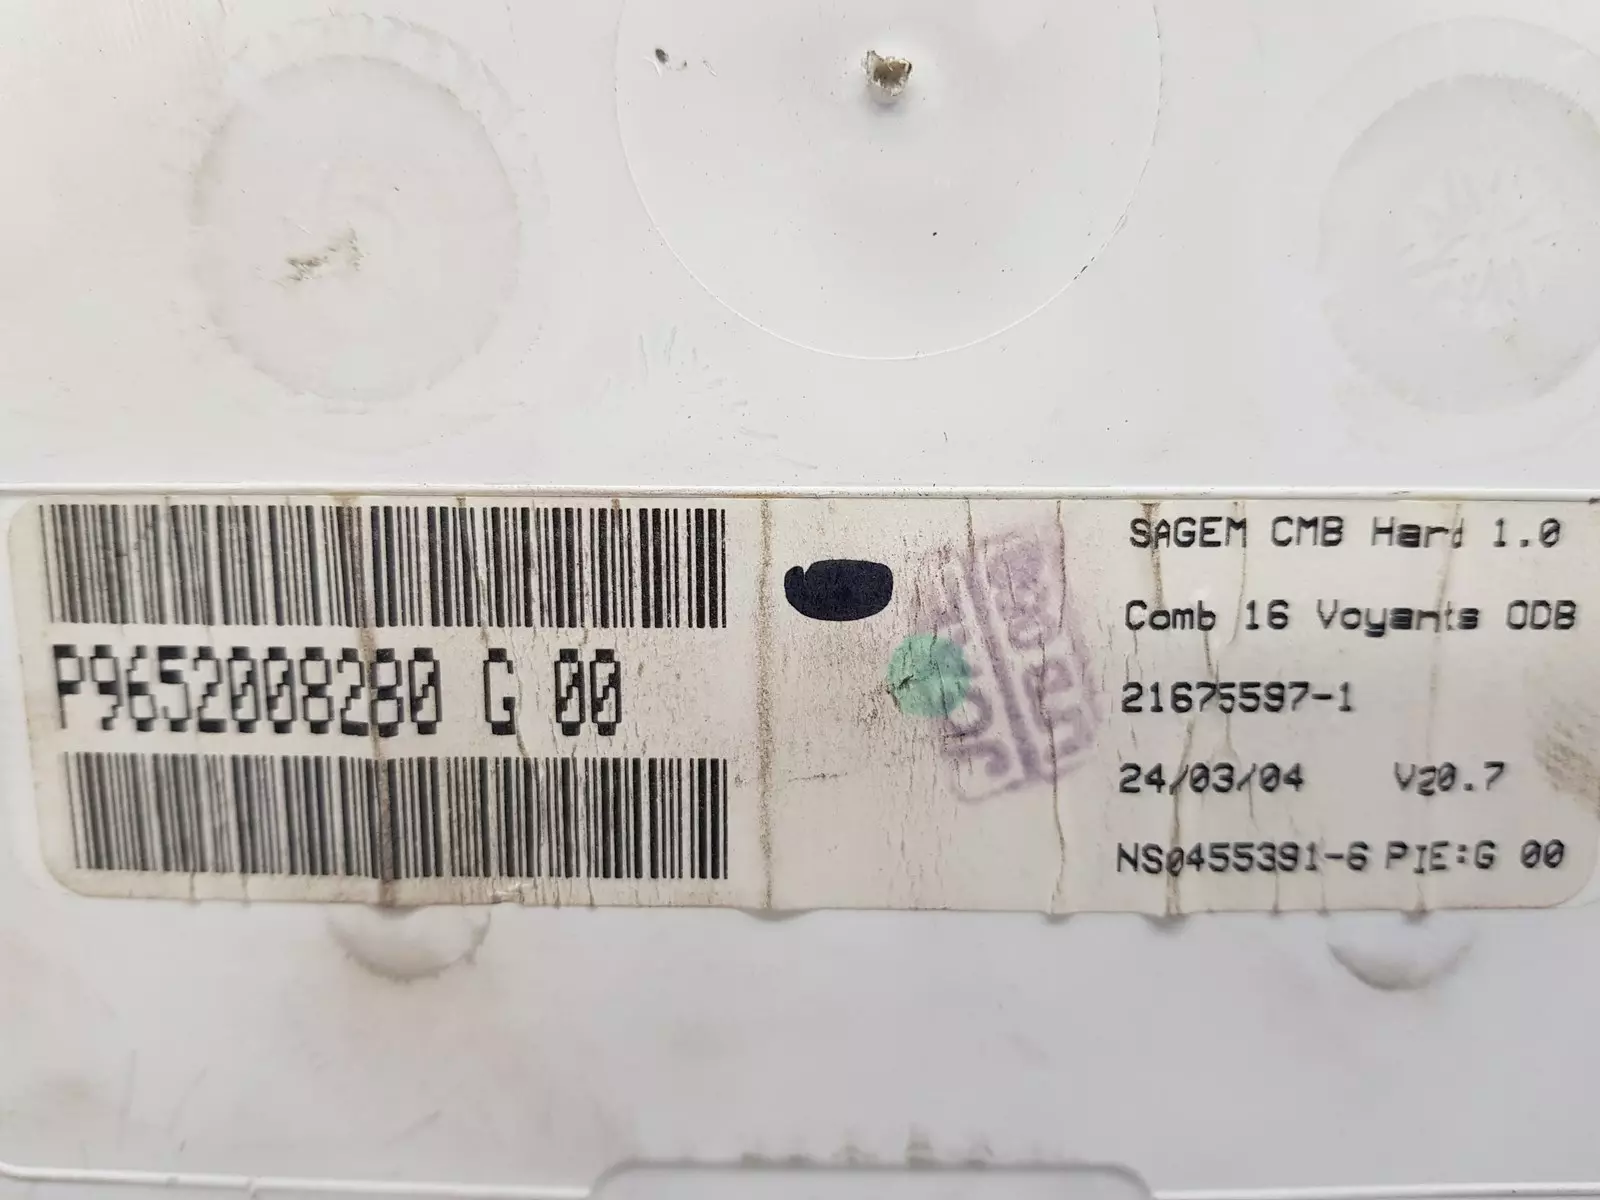 P9652008280 G 00
SAGEM CMB Hard 1.0
Comb 16 Voyants ODB
21675597-1
24/03/04 V20.7
NS0455391-6 PIE:G 00